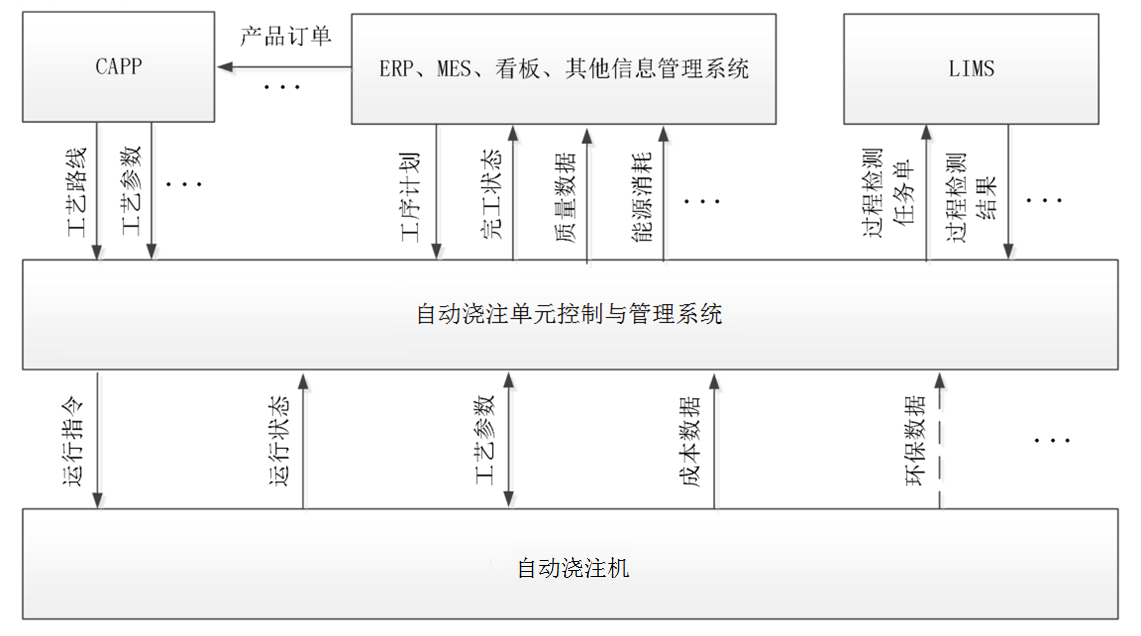 CAPP
产品订单
...
ERP、MES、看板、其他信息管理系统
LIMS
工艺路线
工艺参数
...
工序计划
完工状态
质量数据
能源消耗
...
过程检测
任务单
过程检测
结果
...
自动浇注单元控制与管理系统
运行指令
运行状态
工艺参数
成本数据
环保数据
...
自动浇注机